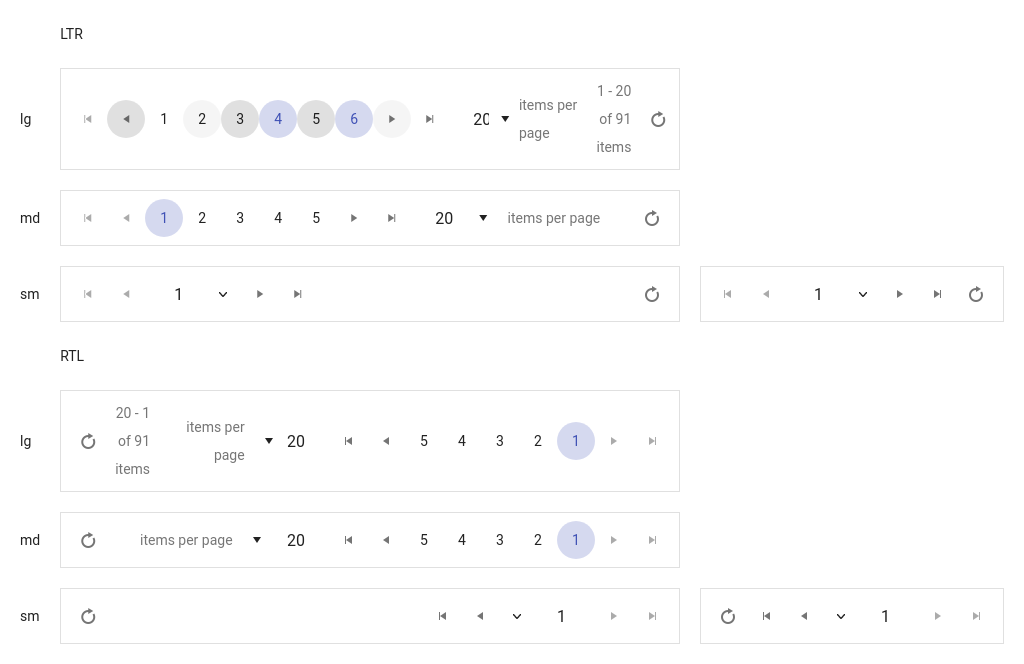 LTR
lg
1 2 3 4 5 6
20
items per
page
1 - 20
of 91
items
md
1 2 3 4 5
20
items per page
sm
1
1
RTL
lg
20 - 1
of 91
items
items per
page
20
5 4 3 2 1
md
items per page
20
5 4 3 2 1
sm
1
1